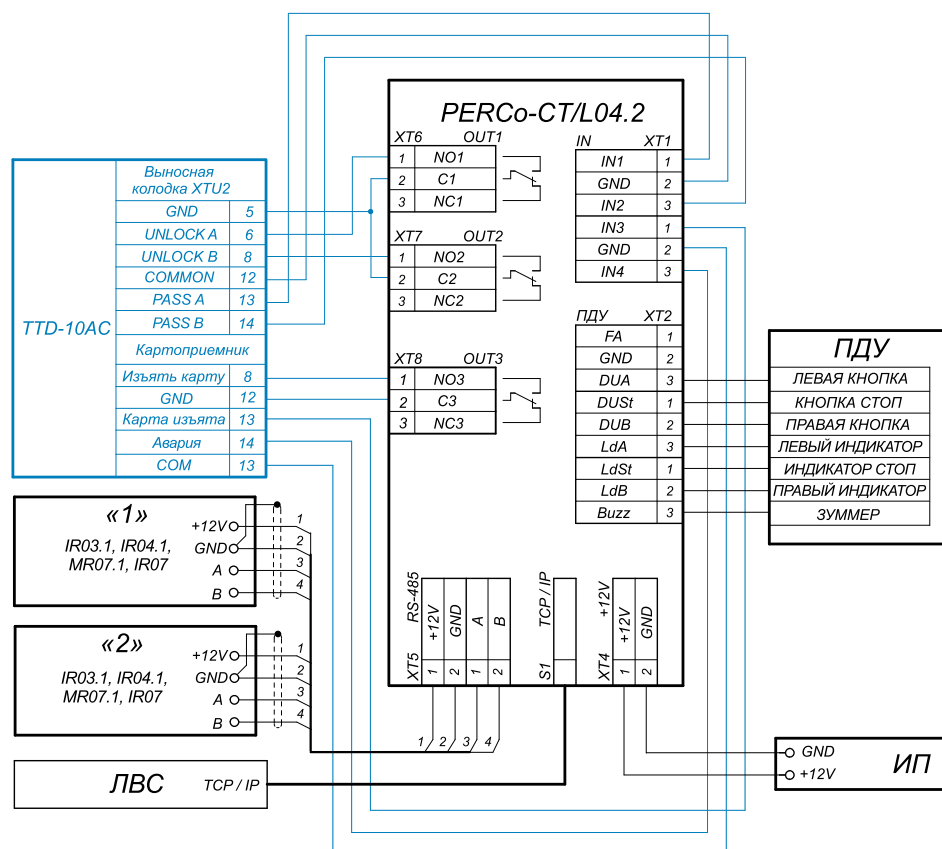 PERCo-CT/L04.2
XT6 OUT1
1 NO1
2 C1
3 NC1
XT7 OUT2
1 NO2
2 C2
3 NC2
XT8 OUT3
1 NO3
2 C3
3 NC3
IN XT1
IN1 1
GND 2
IN2 3
IN3 1
GND 2
IN4 3
ПДУ XT2
FA 1
GND 2
DUA 3
DUSt 1
DUB 2
LdA 3
LdSt 1
LdB 2
Buzz 3
TTD-10AC
Выносная
колодка XTU2
GND 5
UNLOCK A 6
UNLOCK B 8
COMMON 12
PASS A 13
PASS B 14
Картоприемник
Изъять карту 8
GND 12
Карта изъята 13
Авария 14
COM 13
ПДУ
ЛЕВАЯ КНОПКА
КНОПКА СТОП
ПРАВАЯ КНОПКА
ЛЕВЫЙ ИНДИКАТОР
ИНДИКАТОР СТОП
ПРАВЫЙ ИНДИКАТОР
ЗУММЕР
«1»
IR03.1, IR04.1,
MR07.1, IR07
+12V 1
GND 2
A 3
B 4
«2»
IR03.1, IR04.1,
MR07.1, IR07
+12V 1
GND 2
A 3
B 4
RS-485
XT5
+12V 1
GND 2
A 1
B 2
TCP / IP
S1
+12V
XT4
+12V 1
GND 2
1 2 3 4
ЛВС TCP / IP
GND
+12V
ИП